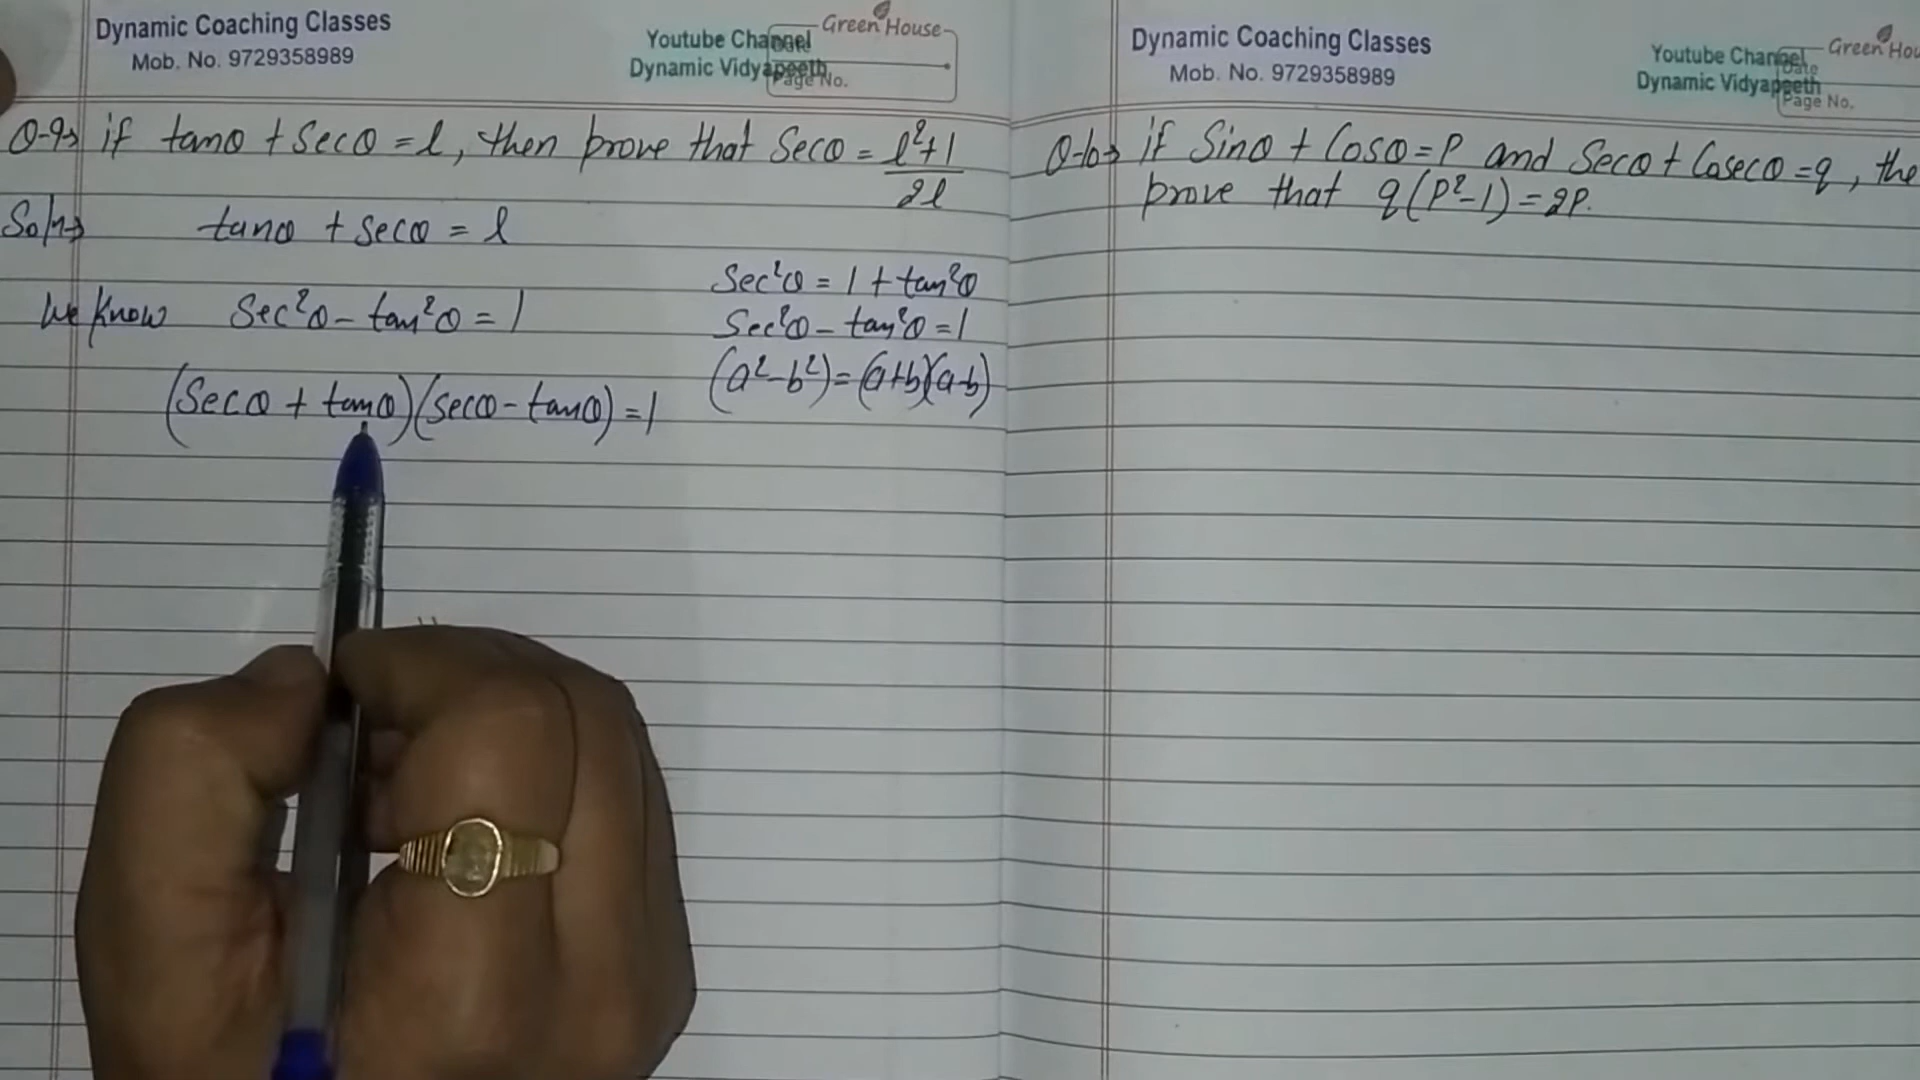 Dynamic Coaching Classes
Mob. No. 9729358989
Youtube Channel
Dynamic Vidyapeeth
Green House
Date
Page No.
Q-9→ if tanθ + Secθ = l, then prove that Secθ = l²+1 / 2l
Soln→ tanθ + secθ = l
We know Sec²θ - tan²θ = 1
(Secθ + tanθ)(secθ - tanθ) = 1
Sec²θ = 1 + tan²θ
Sec²θ - tan²θ = 1
(a²-b²) = (a+b)(a-b)
Dynamic Coaching Classes
Mob. No. 9729358989
Youtube Channel
Dynamic Vidyapeeth
Green Hou
Date
Page No.
Q-10→ if Sinθ + Cosθ = P and Secθ + Cosecθ = q, the
prove that q(P²-1) = 2P.